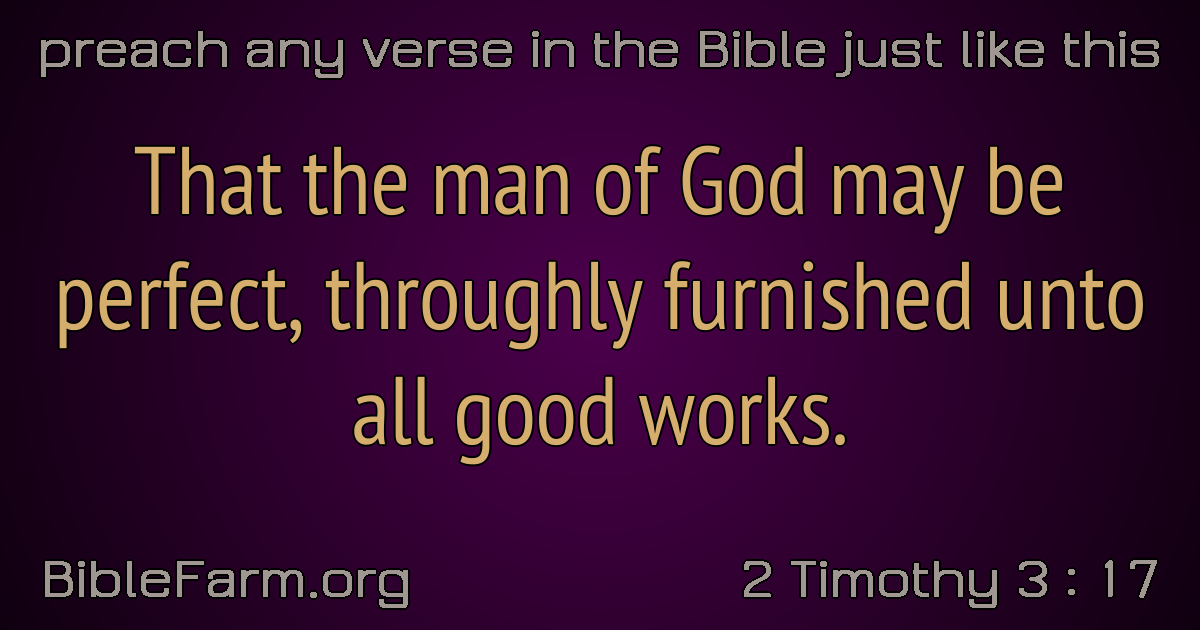 preach any verse in the Bible just like this
That the man of God may be
perfect, throughly furnished unto
all good works.
BibleFarm.org
2 Timothy 3 : 17